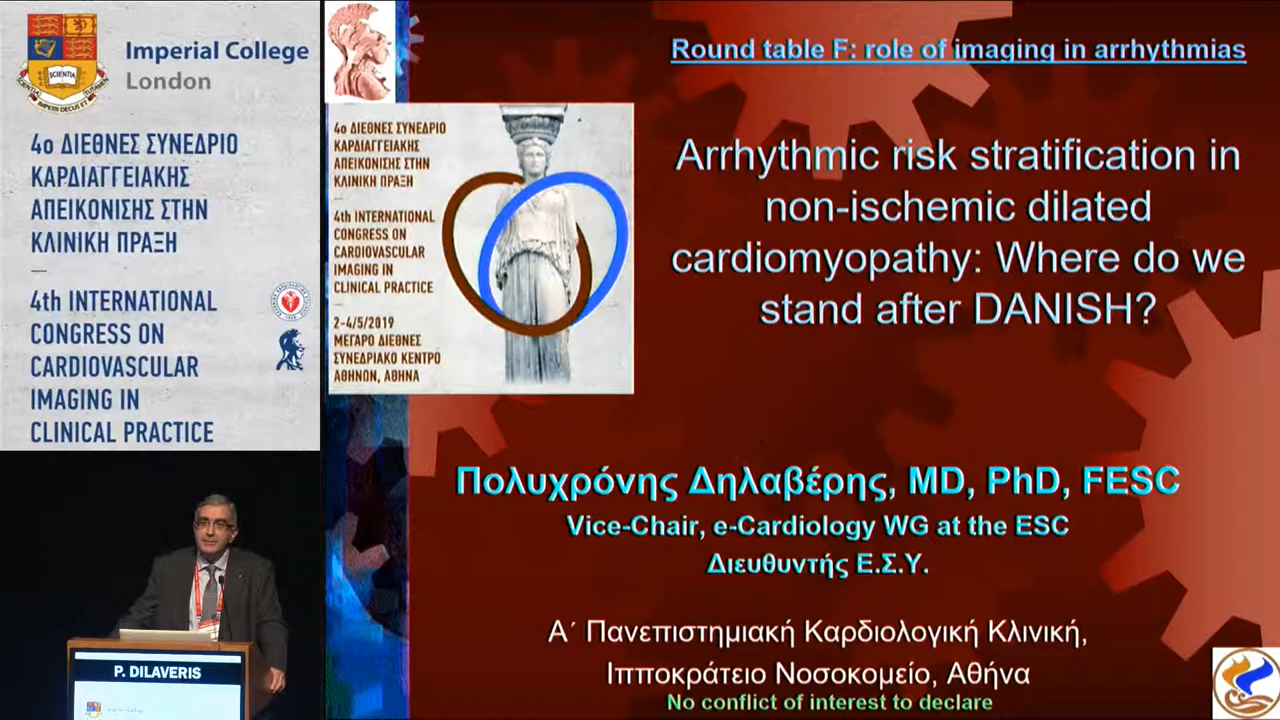 Imperial College
London
SCIENTIA
4ο ΔΙΕΘΝΕΣ ΣΥΝΕΔΡΙΟ
ΚΑΡΔΙΑΓΓΕΙΑΚΗΣ
ΑΠΕΙΚΟΝΙΣΗΣ ΣΤΗΝ
ΚΛΙΝΙΚΗ ΠΡΑΞΗ
4th INTERNATIONAL
CONGRESS ON
CARDIOVASCULAR
IMAGING IN
CLINICAL PRACTICE
P. DILAVERIS
Round table F: role of imaging in arrhythmias
4ο ΔΙΕΘΝΕΣ ΣΥΝΕΔΡΙΟ
ΚΑΡΔΙΑΓΓΕΙΑΚΗΣ
ΑΠΕΙΚΟΝΙΣΗΣ ΣΤΗΝ
ΚΛΙΝΙΚΗ ΠΡΑΞΗ
4th INTERNATIONAL
CONGRESS ON
CARDIOVASCULAR
IMAGING IN
CLINICAL PRACTICE
2-4/5/2019
ΜΕΓΑΡΟ ΔΙΕΘΝΕΣ
ΣΥΝΕΔΡΙΑΚΟ ΚΕΝΤΡΟ
ΑΘΗΝΩΝ, ΑΘΗΝΑ
Arrhythmic risk stratification in
non-ischemic dilated
cardiomyopathy: Where do we
stand after DANISH?
Πολυχρόνης Δηλαβέρης, MD, PhD, FESC
Vice-Chair, e-Cardiology WG at the ESC
Διευθυντής Ε.Σ.Υ.
Α΄ Πανεπιστημιακή Καρδιολογική Κλινική,
Ιπποκράτειο Νοσοκομείο, Αθήνα
No conflict of interest to declare